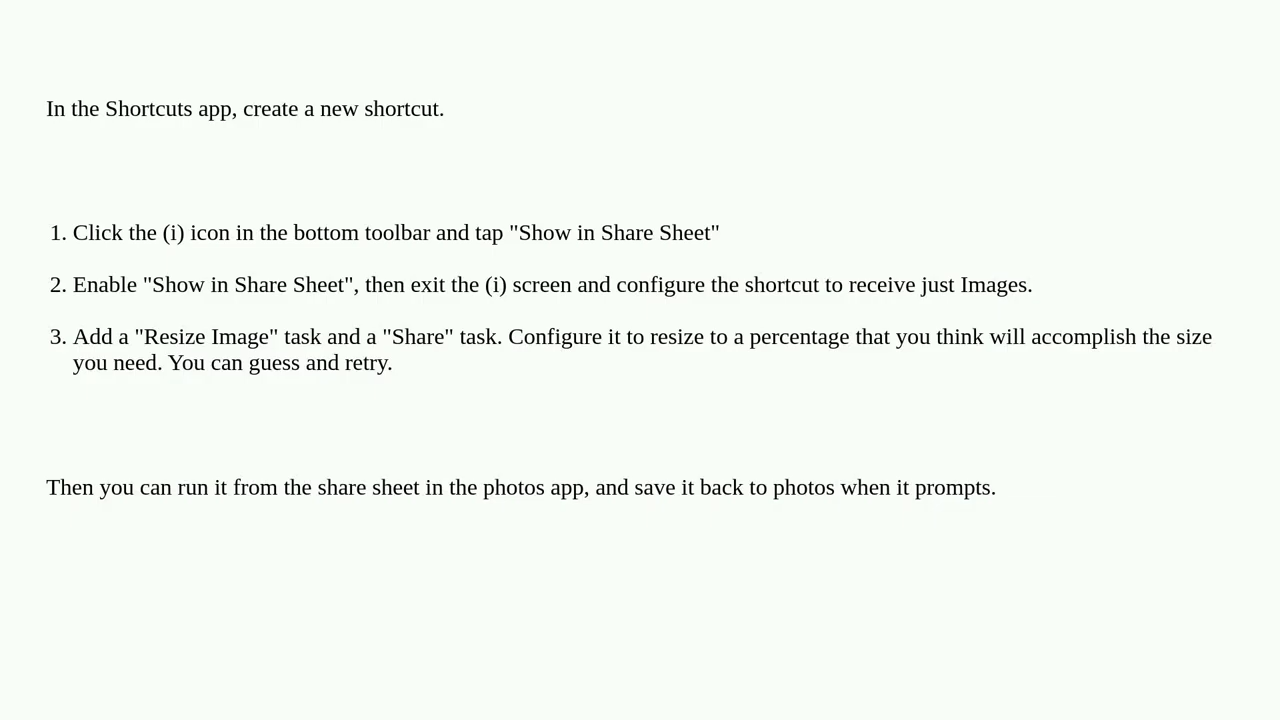 In the Shortcuts app, create a new shortcut.
1. Click the (i) icon in the bottom toolbar and tap "Show in Share Sheet"
2. Enable "Show in Share Sheet", then exit the (i) screen and configure the shortcut to receive just Images.
3. Add a "Resize Image" task and a "Share" task. Configure it to resize to a percentage that you think will accomplish the size
you need. You can guess and retry.
Then you can run it from the share sheet in the photos app, and save it back to photos when it prompts.